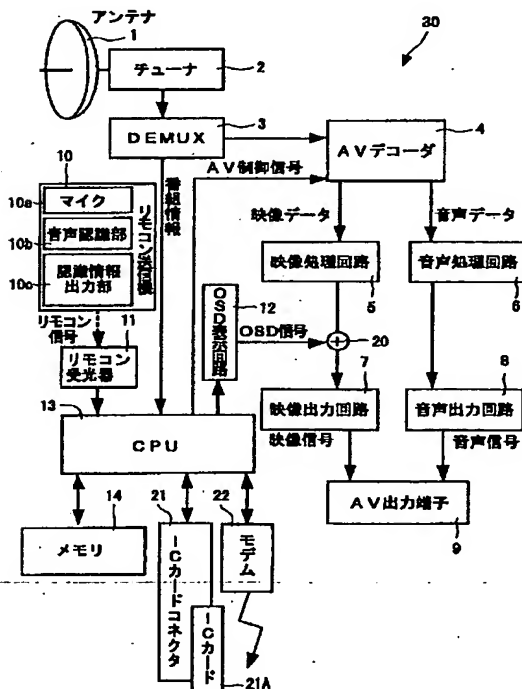 アンテナ
1
30
チューナ
2
DEMUX
3
AVデコーダ
4
AV制御信号
番組情報
映像データ
音声データ
10
10a
マイク
10b
音声認識部
10c
認識情報
出力部
リモコン送信機
リモコン
信号
11
リモコン
受光器
12
OSD表示回路
OSD信号
映像処理回路
5
音声処理回路
6
20
7
映像出力回路
映像信号
8
音声出力回路
音声信号
13
CPU
AV出力端子
9
14
メモリ
21
ICカードコネクタ
22
モデム
ICカード
21A